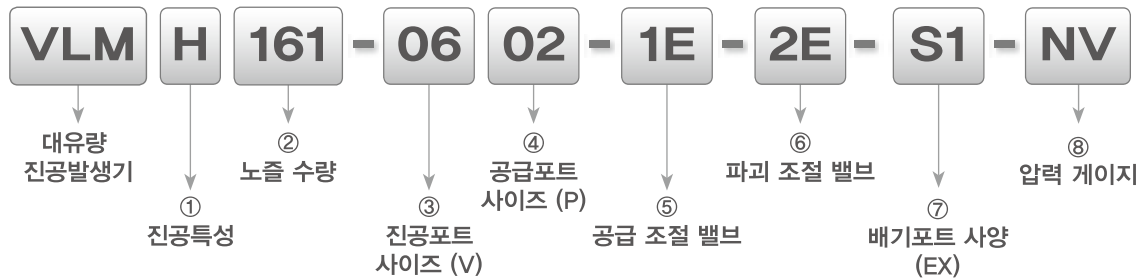 VLM H 161 - 06 02 - 1E - 2E - S1 - NV
대유량
진공발생기
①
진공특성
②
노즐 수량
③
진공포트
사이즈 (V)
④
공급포트
사이즈 (P)
⑤
공급 조절 밸브
⑥
파괴 조절 밸브
⑦
배기포트 사양
(EX)
⑧
압력 게이지